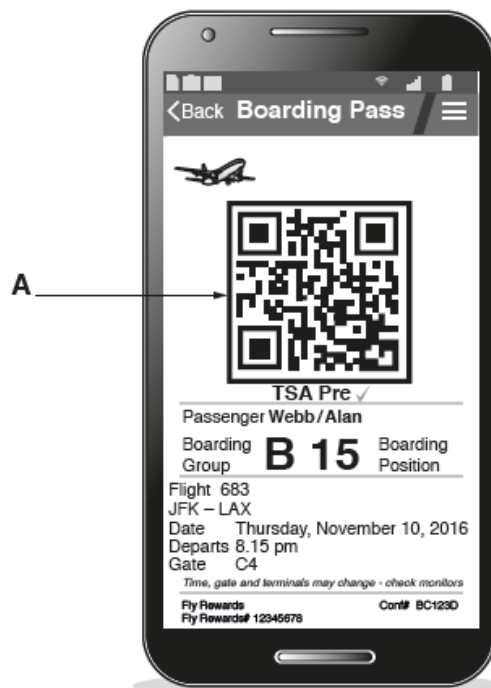 Back Boarding Pass
A
TSA Pre
Passenger Webb/Alan
Boarding Group B 15 Boarding Position
Flight 683
JFK – LAX
Date Thursday, November 10, 2016
Departs 8.15 pm
Gate C4
Time, gate and terminals may change - check monitors
Fly Rewards Conf# BC123D
Fly Rewards# 12345678